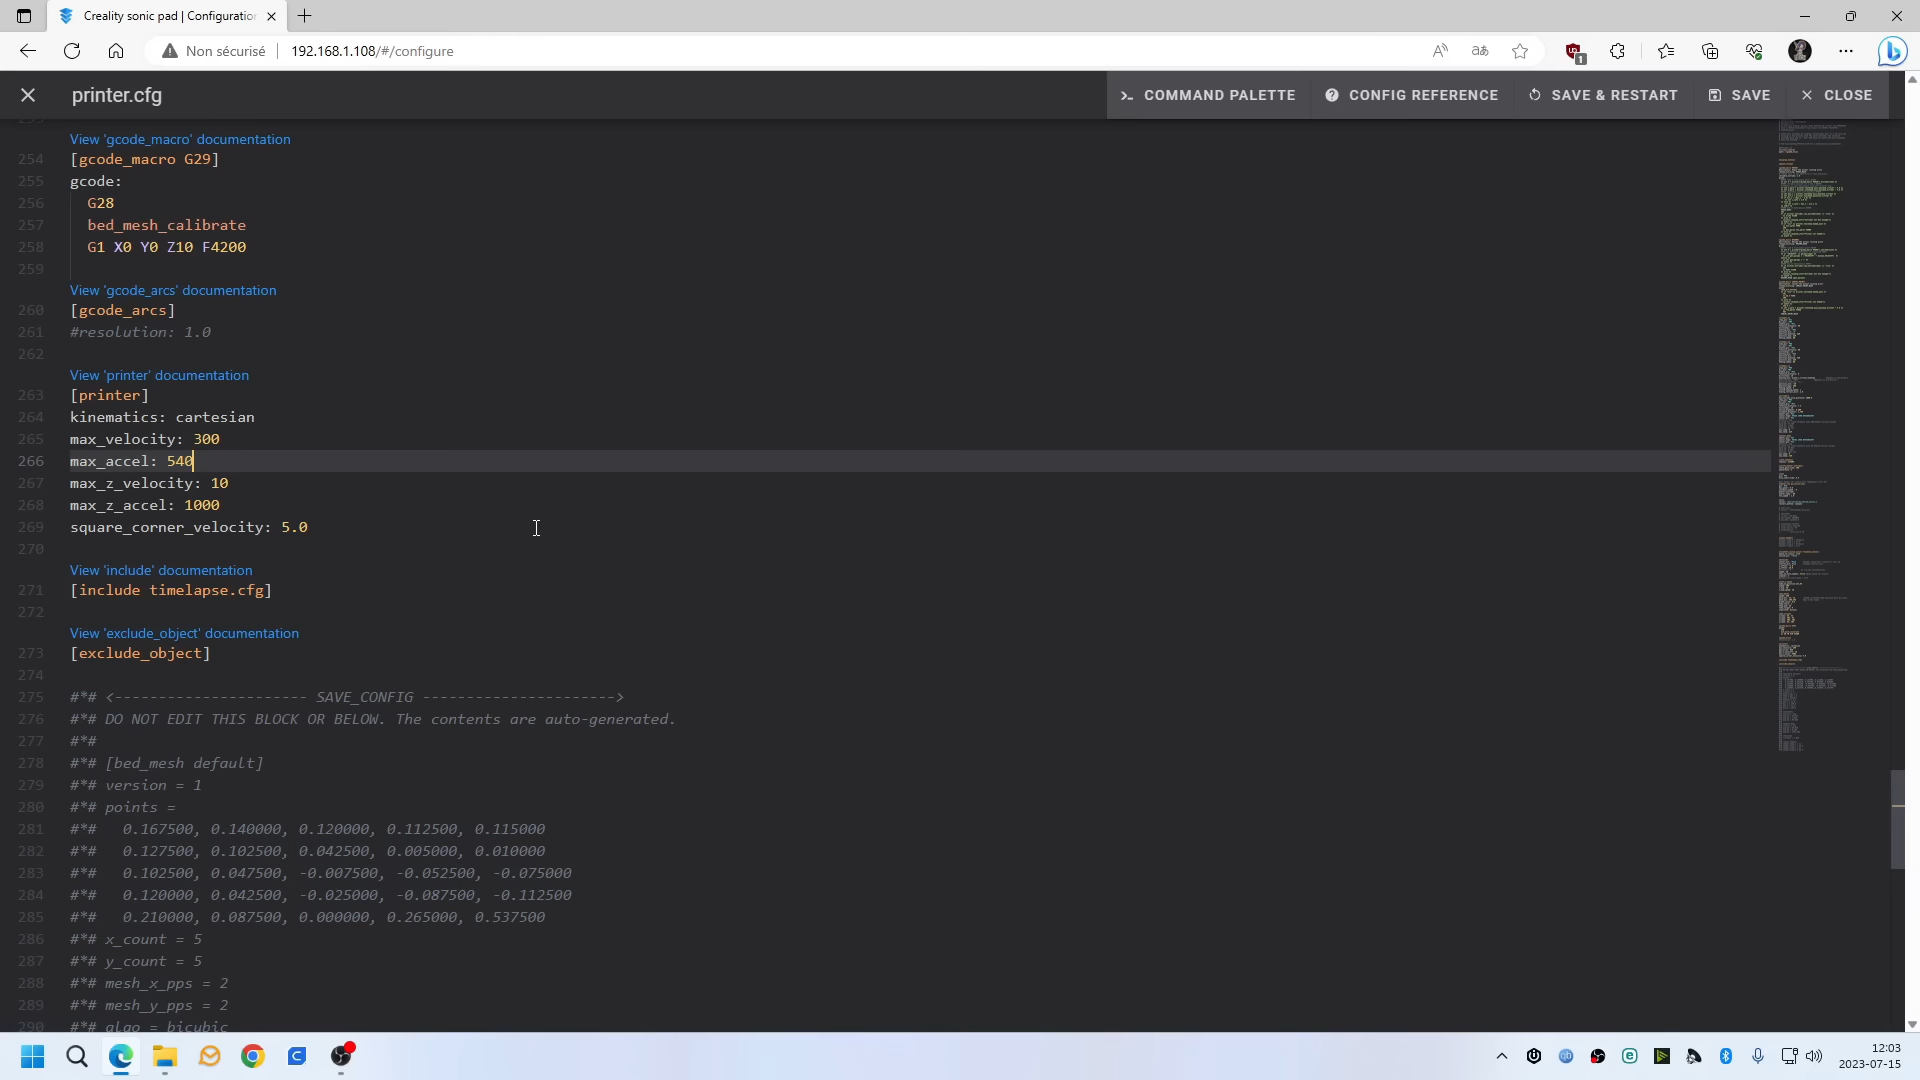 Creality sonic pad | Configuration
Non sécurisé
192.168.1.108/#/configure
printer.cfg
COMMAND PALETTE
CONFIG REFERENCE
SAVE & RESTART
SAVE
CLOSE
View 'gcode_macro' documentation
254 [gcode_macro G29]
255 gcode:
256 G28
257 bed_mesh_calibrate
258 G1 X0 Y0 Z10 F4200
259
View 'gcode_arcs' documentation
260 [gcode_arcs]
261 #resolution: 1.0
262
View 'printer' documentation
263 [printer]
264 kinematics: cartesian
265 max_velocity: 300
266 max_accel: 540
267 max_z_velocity: 10
268 max_z_accel: 1000
269 square_corner_velocity: 5.0
270
View 'include' documentation
271 [include timelapse.cfg]
272
View 'exclude_object' documentation
273 [exclude_object]
274
275 #*# <---------------------- SAVE_CONFIG ---------------------->
276 #*# DO NOT EDIT THIS BLOCK OR BELOW. The contents are auto-generated.
277 #*#
278 #*# [bed_mesh default]
279 #*# version = 1
280 #*# points =
281 #*# 0.167500, 0.140000, 0.120000, 0.112500, 0.115000
282 #*# 0.127500, 0.102500, 0.042500, 0.005000, 0.010000
283 #*# 0.102500, 0.047500, -0.007500, -0.052500, -0.075000
284 #*# 0.120000, 0.042500, -0.025000, -0.087500, -0.112500
285 #*# 0.210000, 0.087500, 0.000000, 0.265000, 0.537500
286 #*# x_count = 5
287 #*# y_count = 5
288 #*# mesh_x_pps = 2
289 #*# mesh_y_pps = 2
290 #*# algo = bicubic
12:03
2023-07-15